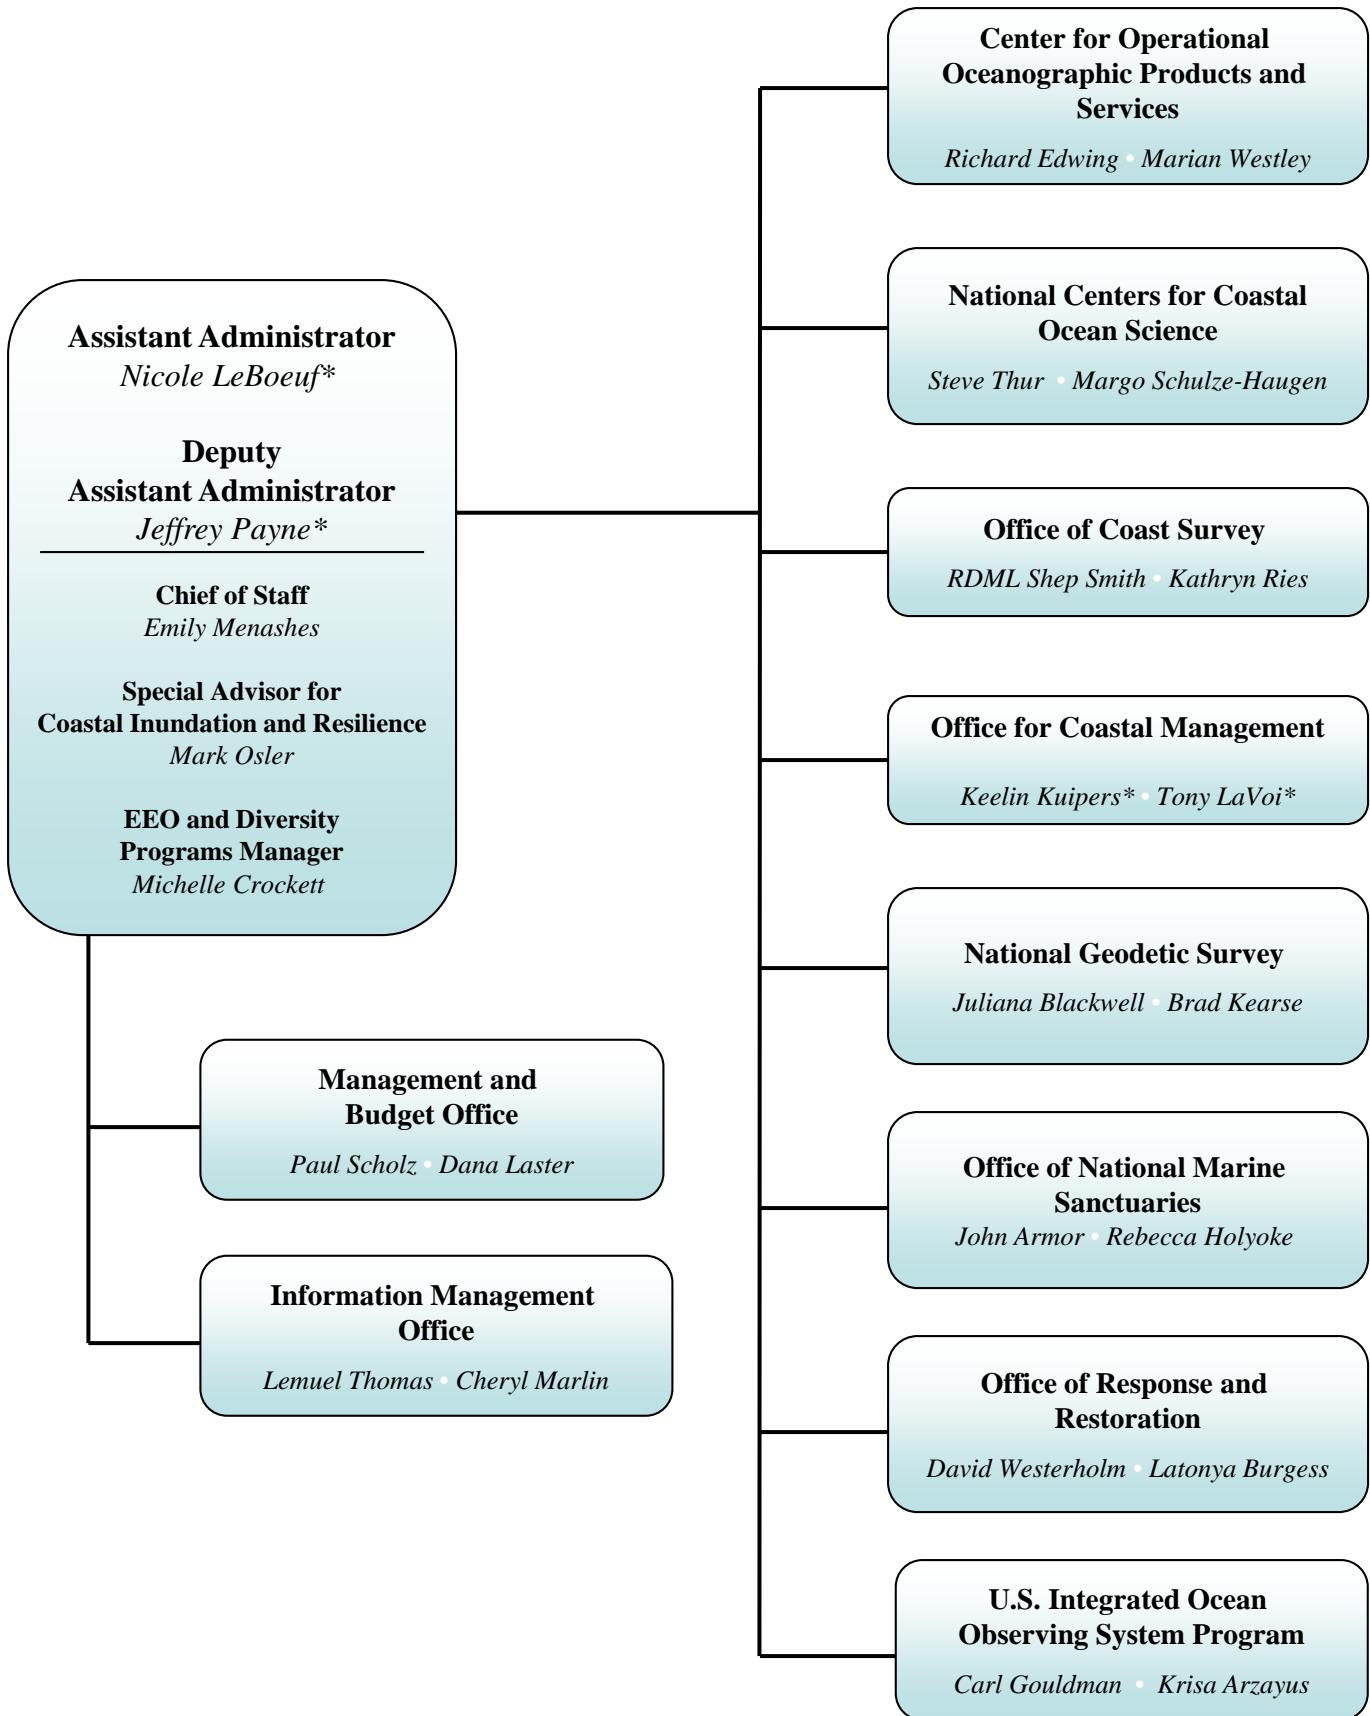 Assistant Administrator
Nicole LeBoeuf*
Deputy
Assistant Administrator
Jeffrey Payne*
Chief of Staff
Emily Menashes
Special Advisor for
Coastal Inundation and Resilience
Mark Osler
EEO and Diversity
Programs Manager
Michelle Crockett
Management and
Budget Office
Paul Scholz • Dana Laster
Information Management
Office
Lemuel Thomas • Cheryl Marlin
Center for Operational
Oceanographic Products and
Services
Richard Edwing • Marian Westley
National Centers for Coastal
Ocean Science
Steve Thur • Margo Schulze-Haugen
Office of Coast Survey
RDML Shep Smith • Kathryn Ries
Office for Coastal Management
Keelin Kuipers* • Tony LaVoi*
National Geodetic Survey
Juliana Blackwell • Brad Kearse
Office of National Marine
Sanctuaries
John Armor • Rebecca Holyoke
Office of Response and
Restoration
David Westerholm • Latonya Burgess
U.S. Integrated Ocean
Observing System Program
Carl Gouldman • Krisa Arzayus